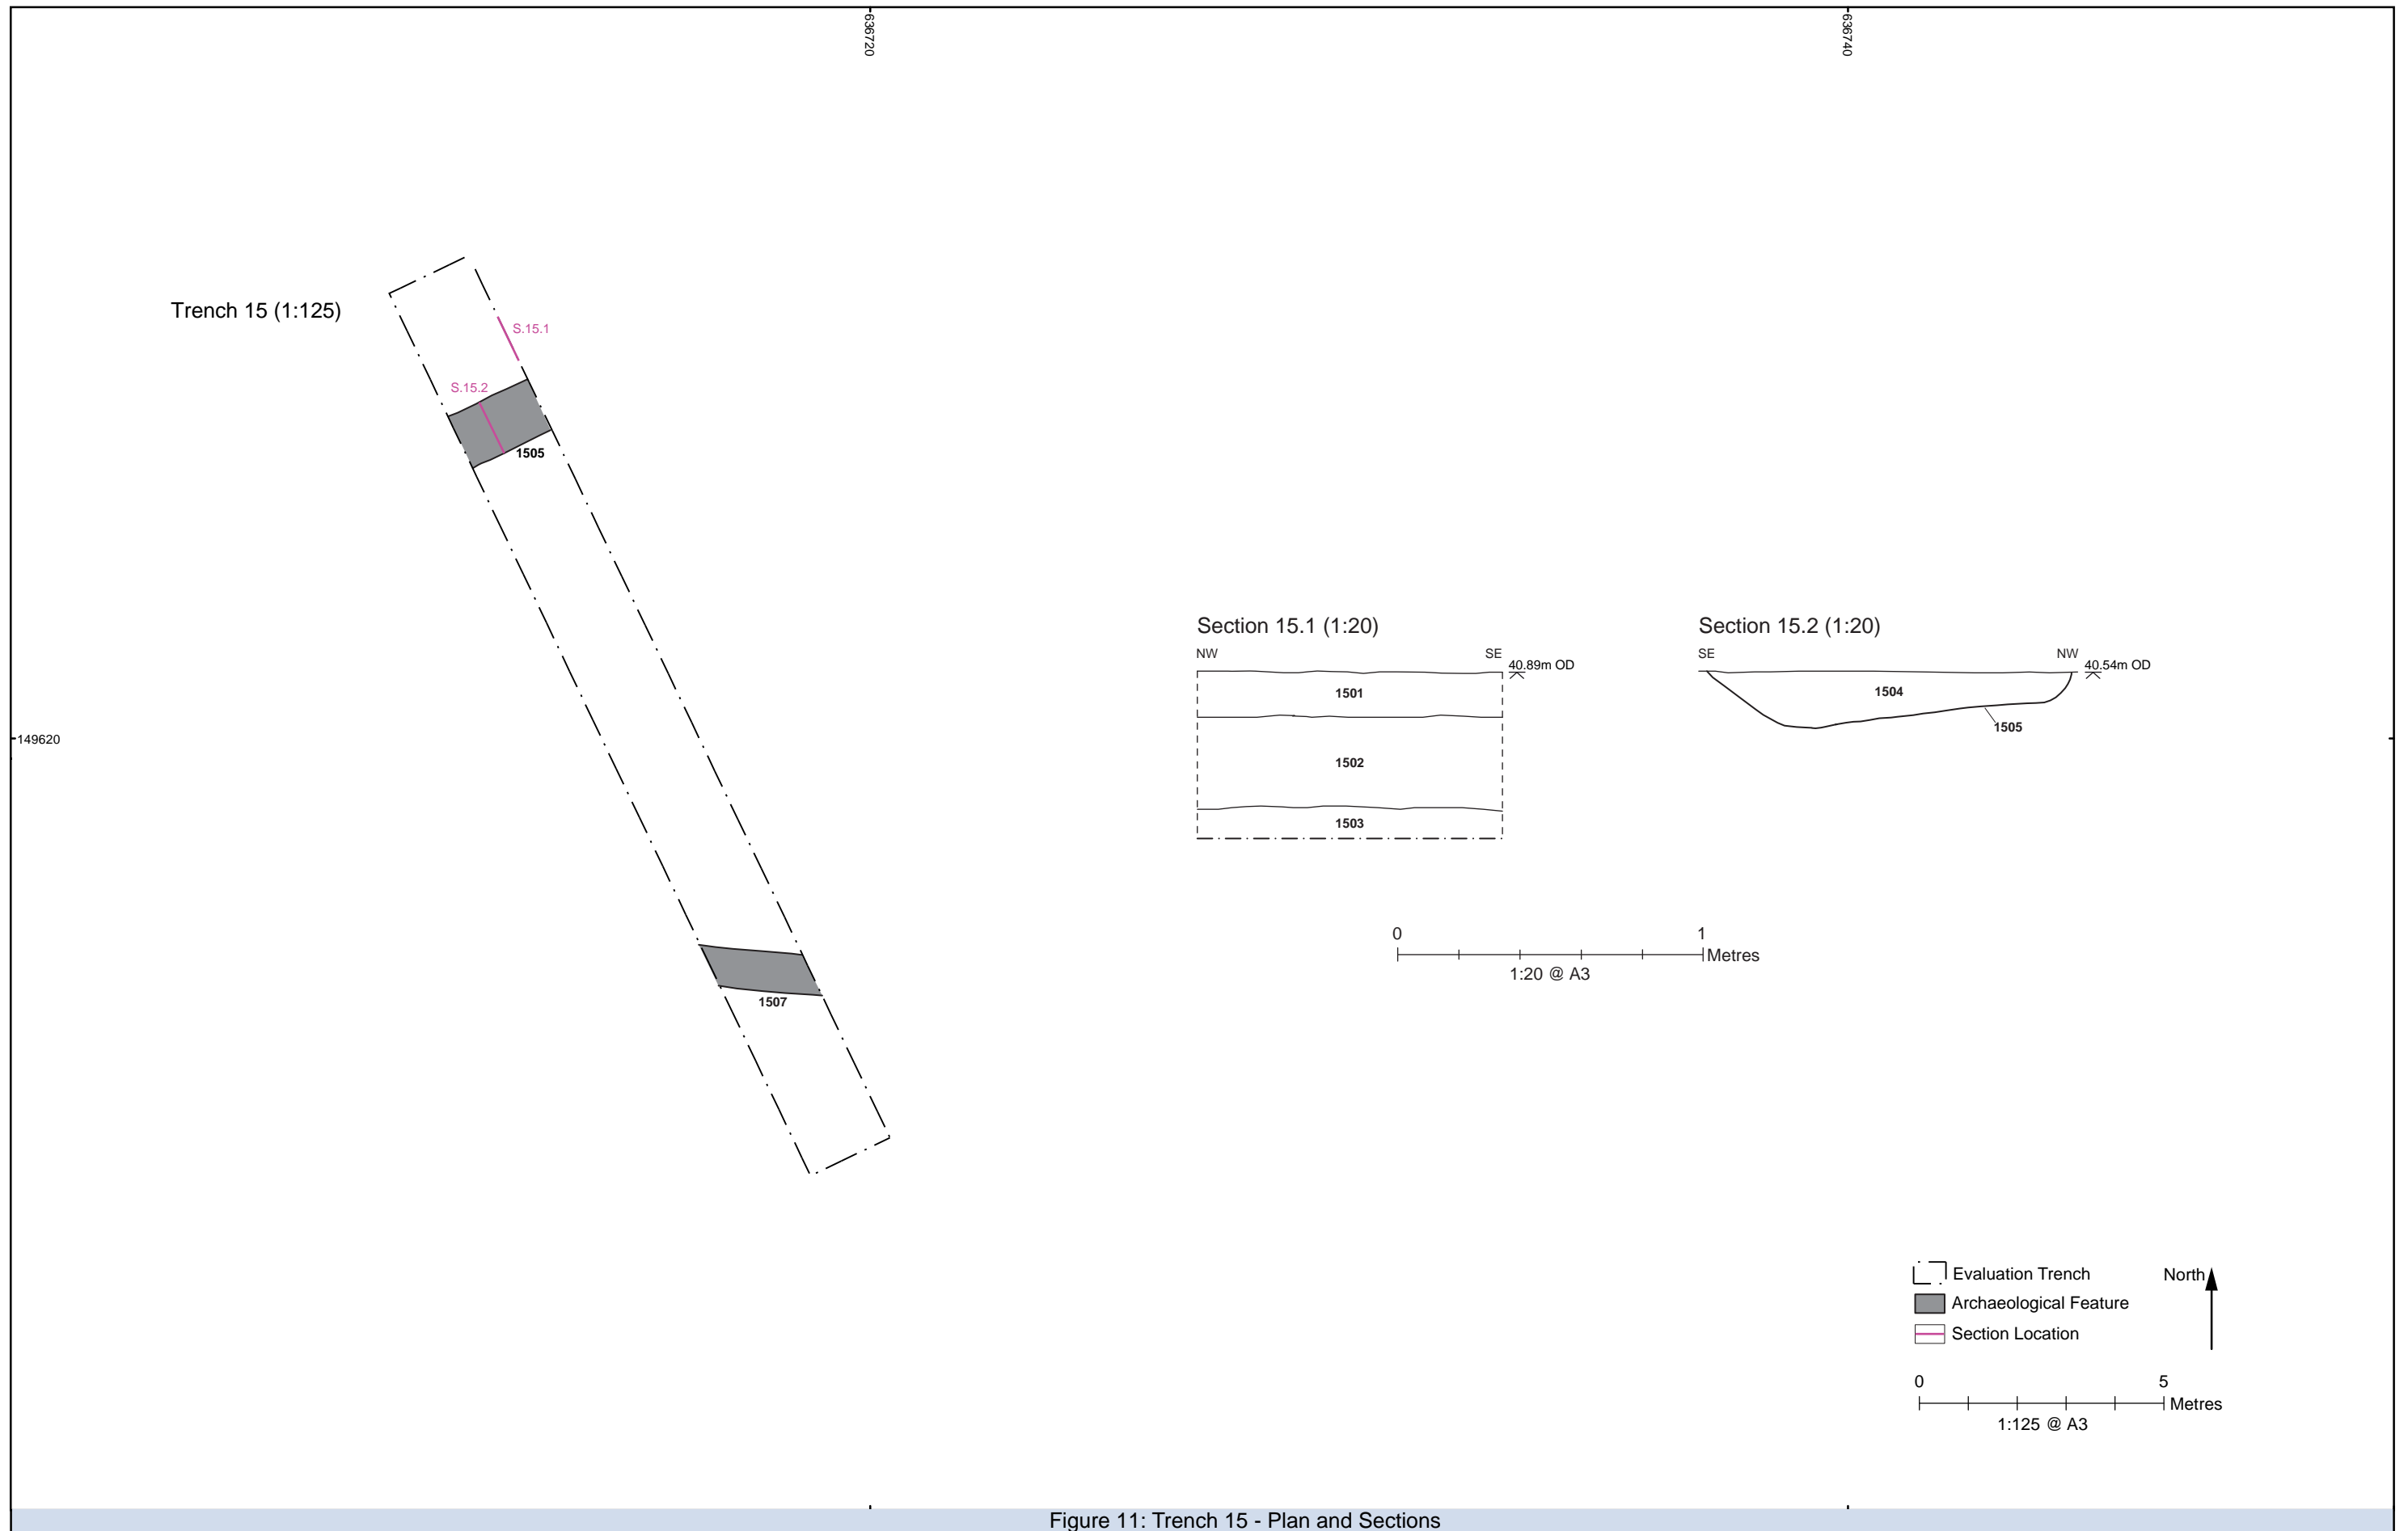 636720
636740
Trench 15 (1:125)
S.15.1
S.15.2
1505
149620
1507
Section 15.1 (1:20)
NW
SE
40.89m OD
1501
1502
1503
Section 15.2 (1:20)
SE
NW
40.54m OD
1504
1505
0
1
Metres
1:20 @ A3
Evaluation Trench
Archaeological Feature
Section Location
North
0
5
Metres
1:125 @ A3
Figure 11: Trench 15 - Plan and Sections